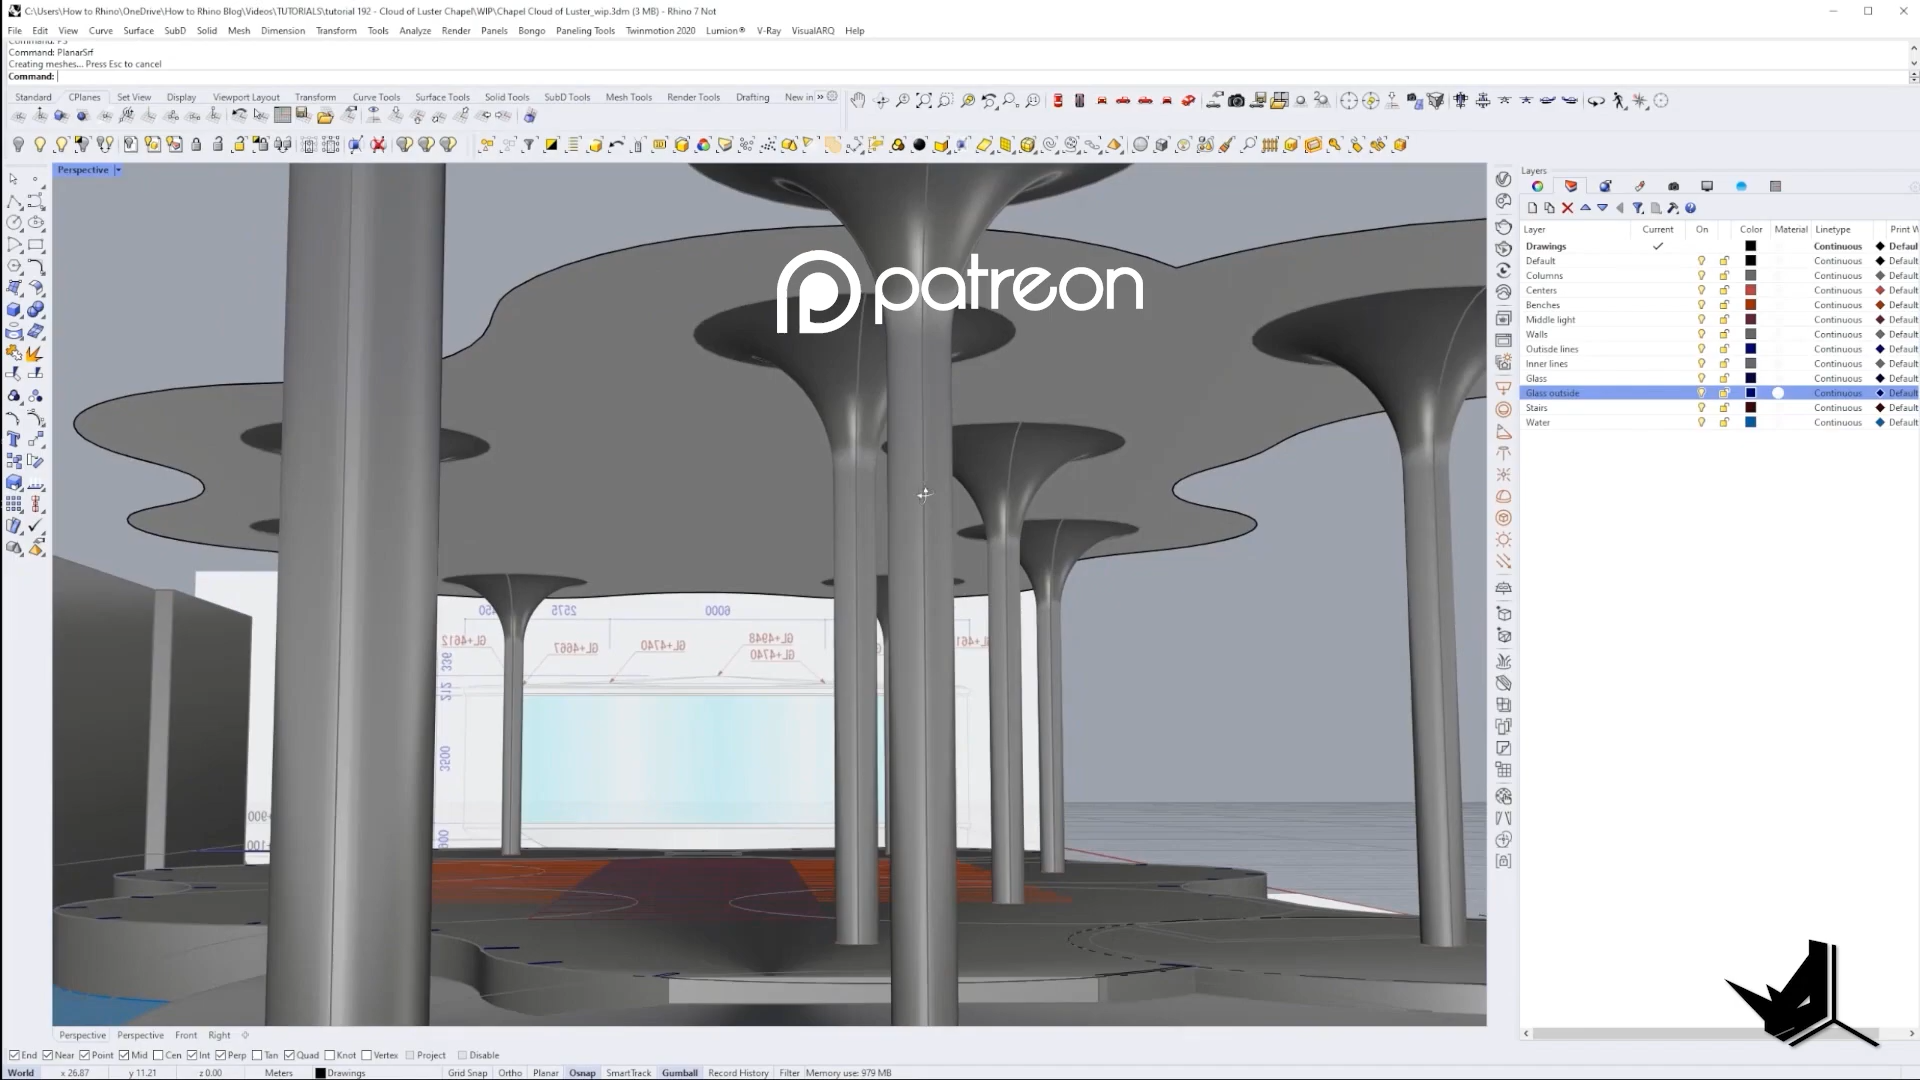 C:\Users\How to Rhino\OneDrive\How to Rhino Blog\Videos\TUTORIALS\tutorial 192 - Cloud of Luster Chapel\WIP\Chapel Cloud of Luster_wip.3dm (3 MB) - Rhino 7 Not
File Edit View Curve Surface SubD Solid Mesh Dimension Transform Tools Analyze Render Panels Bongo Paneling Tools Twinmotion 2020 Lumion® V-Ray VisualARQ Help
Command: PlanarSrf
Creating meshes... Press Esc to cancel
Command:
Standard CPlanes Set View Display Viewport Layout Transform Curve Tools Surface Tools Solid Tools SubD Tools Mesh Tools Render Tools Drafting New in »
Perspective
patreon
2575 6000
GL+4612 GL+4667 GL+4740 GL+4948
GL+4740
336
212
3500
900
+900
+100
Layers
Layer Current On Color Material Linetype Print W
Drawings Continuous Defaul
Default Continuous Default
Columns Continuous Default
Centers Continuous Default
Benches Continuous Default
Middle light Continuous Default
Walls Continuous Default
Outisde lines Continuous Default
Inner lines Continuous Default
Glass Continuous Default
Glass outside Continuous Default
Stairs Continuous Default
Water Continuous Default
Perspective Perspective Front Right
End Near Point Mid Cen Int Perp Tan Quad Knot Vertex Project Disable
World x 26.87 y 11.21 z 0.00 Meters Drawings Grid Snap Ortho Planar Osnap SmartTrack Gumball Record History Filter Memory use: 979 MB